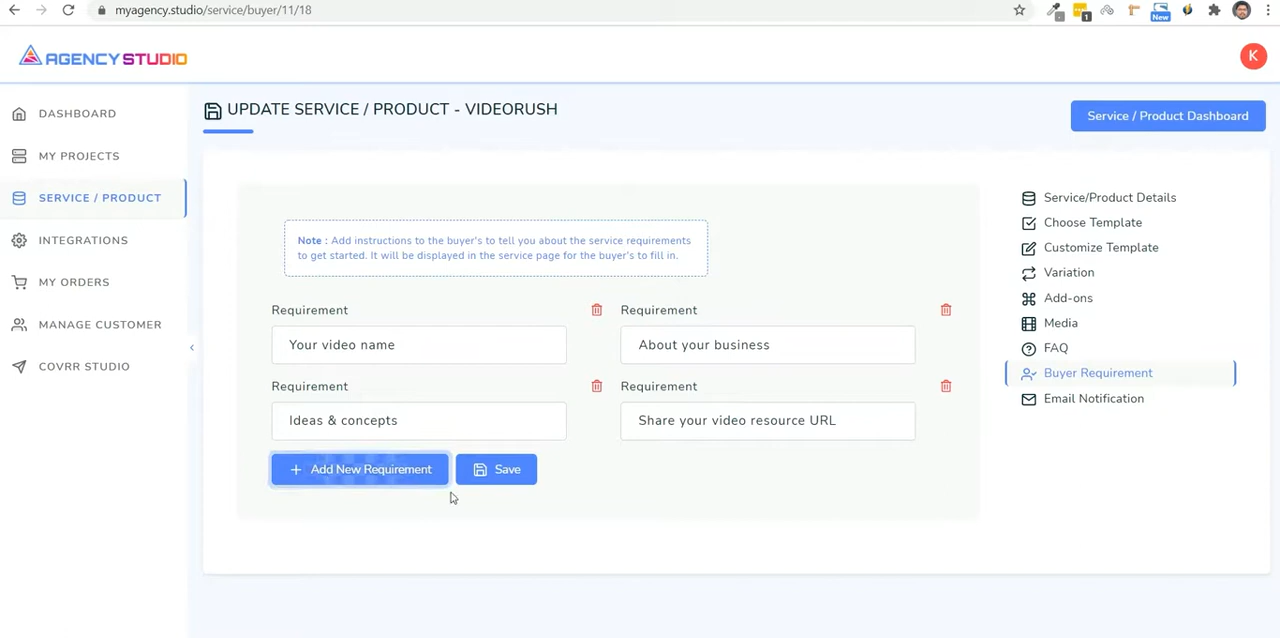 myagency.studio/service/buyer/11/18
1
New
AGENCY STUDIO
K
DASHBOARD
MY PROJECTS
SERVICE / PRODUCT
INTEGRATIONS
MY ORDERS
MANAGE CUSTOMER
COVRR STUDIO
UPDATE SERVICE / PRODUCT - VIDEORUSH
Service / Product Dashboard
Note : Add instructions to the buyer's to tell you about the service requirements
to get started. It will be displayed in the service page for the buyer's to fill in.
Requirement
Your video name
Requirement
About your business
Requirement
Ideas & concepts
Requirement
Share your video resource URL
Add New Requirement
Save
Service/Product Details
Choose Template
Customize Template
Variation
Add-ons
Media
FAQ
Buyer Requirement
Email Notification